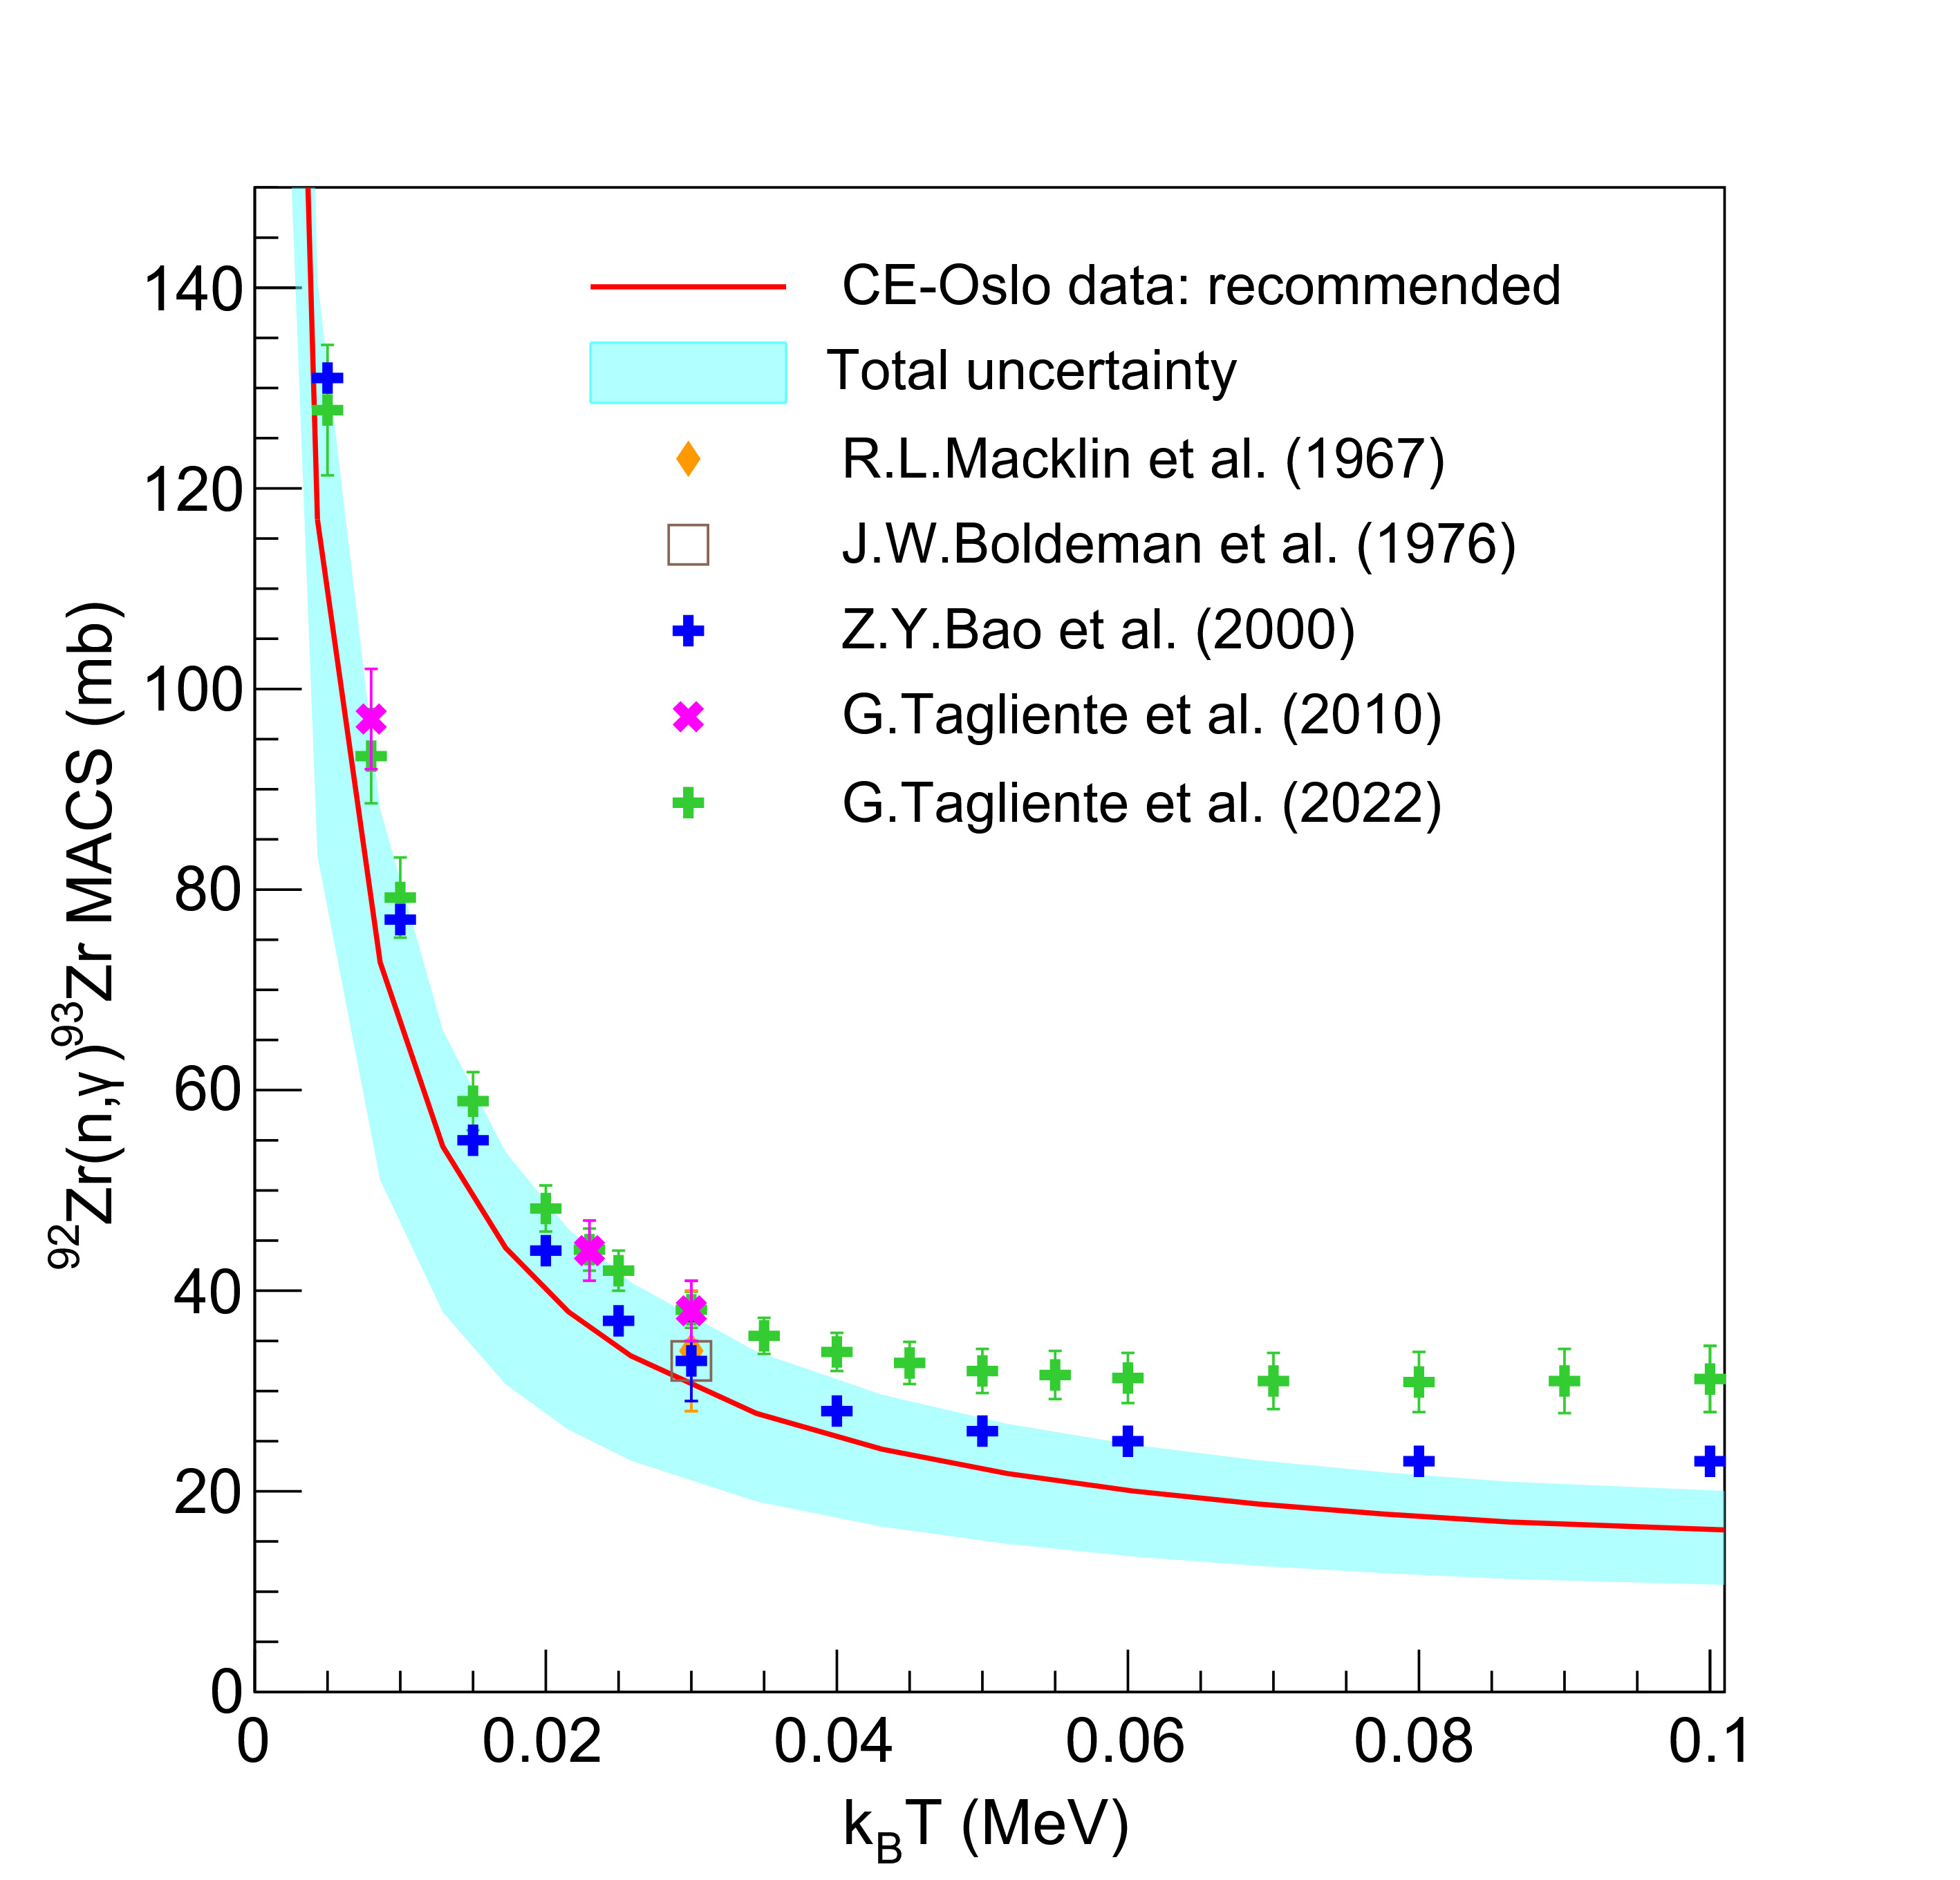 140
120
100
80
60
40
20
0
⁹²Zr(n,γ)⁹³Zr MACS (mb)
CE-Oslo data: recommended
Total uncertainty
R.L.Macklin et al. (1967)
J.W.Boldeman et al. (1976)
Z.Y.Bao et al. (2000)
G.Tagliente et al. (2010)
G.Tagliente et al. (2022)
0 0.02 0.04 0.06 0.08 0.1
k_BT (MeV)